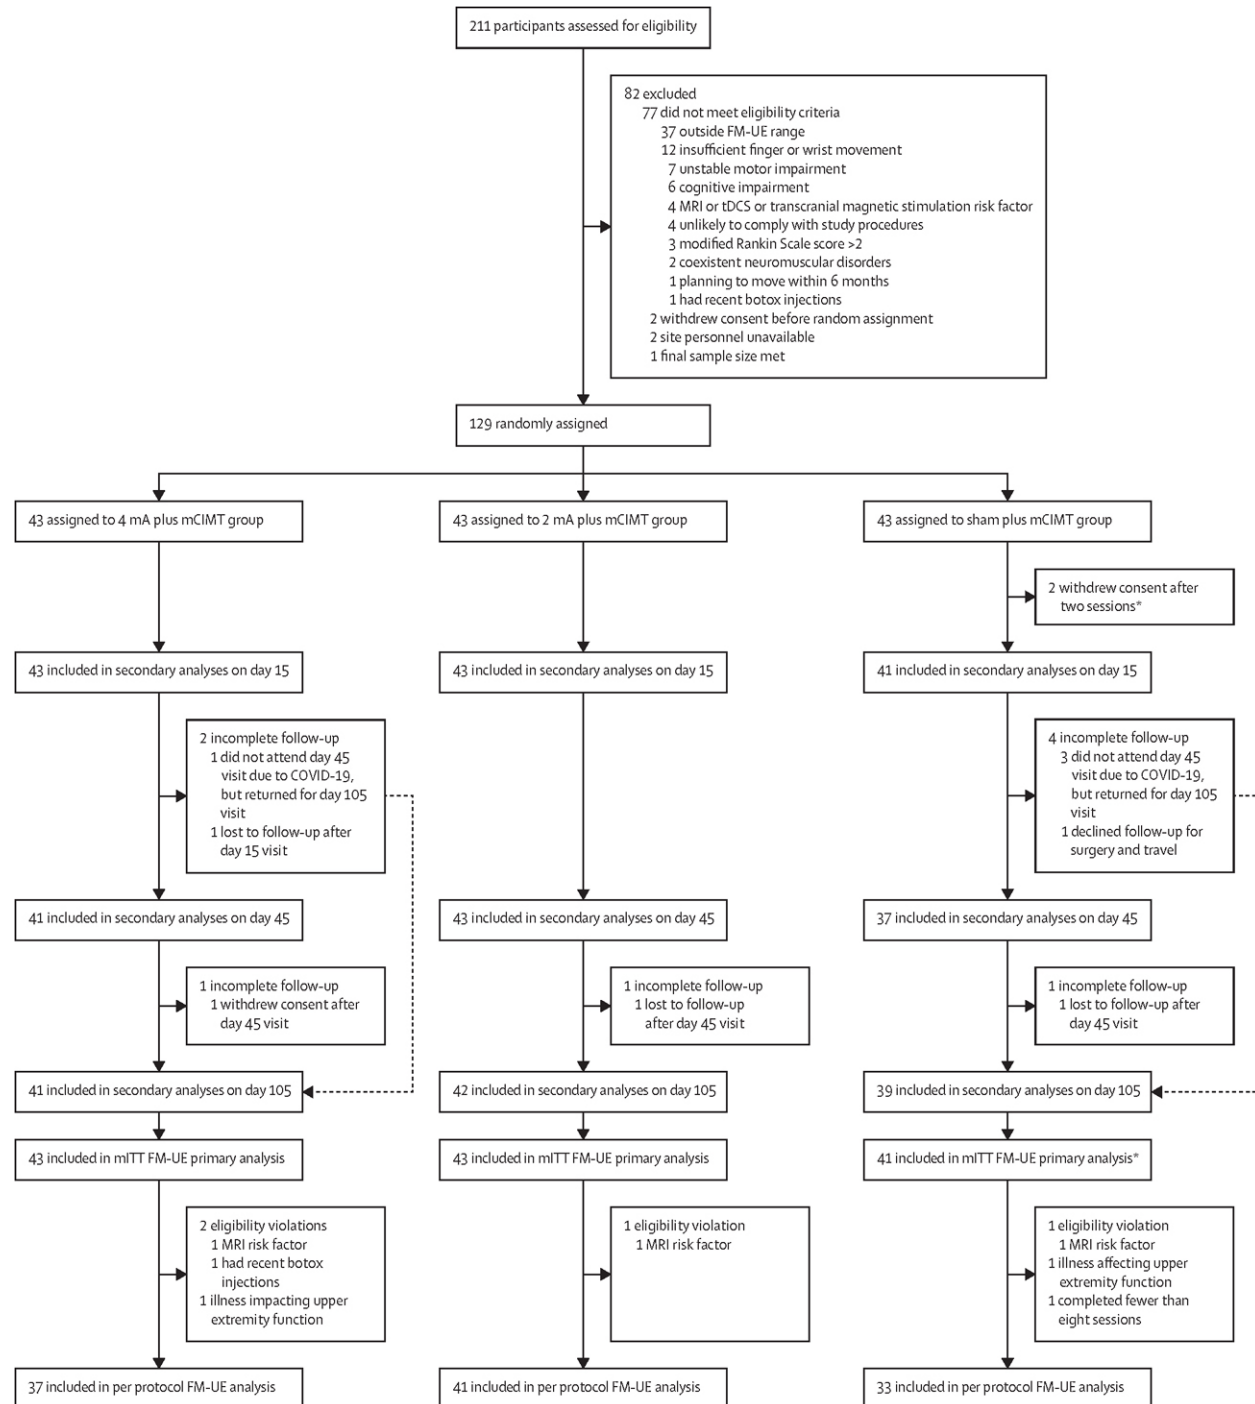 211 participants assessed for eligibility
82 excluded
77 did not meet eligibility criteria
37 outside FM-UE range
12 insufficient finger or wrist movement
7 unstable motor impairment
6 cognitive impairment
4 MRI or tDCS or transcranial magnetic stimulation risk factor
4 unlikely to comply with study procedures
3 modified Rankin Scale score >2
2 coexistent neuromuscular disorders
1 planning to move within 6 months
1 had recent botox injections
2 withdrew consent before random assignment
2 site personnel unavailable
1 final sample size met
129 randomly assigned
43 assigned to 4 mA plus mCIMT group
43 assigned to 2 mA plus mCIMT group
43 assigned to sham plus mCIMT group
2 withdrew consent after
two sessions*
43 included in secondary analyses on day 15
43 included in secondary analyses on day 15
41 included in secondary analyses on day 15
2 incomplete follow-up
1 did not attend day 45
visit due to COVID-19,
but returned for day 105
visit
1 lost to follow-up after
day 15 visit
4 incomplete follow-up
3 did not attend day 45
visit due to COVID-19,
but returned for day 105
visit
1 declined follow-up for
surgery and travel
41 included in secondary analyses on day 45
43 included in secondary analyses on day 45
37 included in secondary analyses on day 45
1 incomplete follow-up
1 withdrew consent after
day 45 visit
1 incomplete follow-up
1 lost to follow-up
after day 45 visit
1 incomplete follow-up
1 lost to follow-up after
day 45 visit
41 included in secondary analyses on day 105
42 included in secondary analyses on day 105
39 included in secondary analyses on day 105
43 included in mITT FM-UE primary analysis
43 included in mITT FM-UE primary analysis
41 included in mITT FM-UE primary analysis*
2 eligibility violations
1 MRI risk factor
1 had recent botox
injections
1 illness impacting upper
extremity function
1 eligibility violation
1 MRI risk factor
1 eligibility violation
1 MRI risk factor
1 illness affecting upper
extremity function
1 completed fewer than
eight sessions
37 included in per protocol FM-UE analysis
41 included in per protocol FM-UE analysis
33 included in per protocol FM-UE analysis